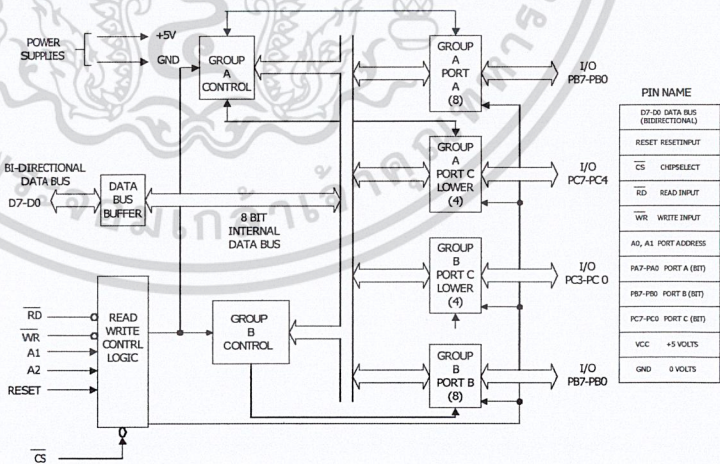 POWER
SUPPLIES
+5V
GND
GROUP
A
CONTROL
GROUP
A
PORT
A
(8)
I/O
PB7-PB0
GROUP
A
PORT C
LOWER
(4)
I/O
PC7-PC4
BI-DIRECTIONAL
DATA BUS
D7-D0
DATA
BUS
BUFFER
8 BIT
INTERNAL
DATA BUS
GROUP
B
PORT C
LOWER
(4)
I/O
PC3-PC 0
RD
WR
A1
A2
RESET
READ
WRITE
CONTRL
LOGIC
CS
GROUP
B
CONTROL
GROUP
B
PORT B
(8)
I/O
PB7-PB0
PIN NAME
D7-D0 DATA BUS
(BIDIRECTIONAL)
RESET RESETINPUT
CS CHIPSELECT
RD READ INPUT
WR WRITE INPUT
A0, A1 PORT ADDRESS
PA7-PA0 PORT A (BIT)
PB7-PB0 PORT B (BIT)
PC7-PC0 PORT C (BIT)
VCC +5 VOLTS
GND 0 VOLTS